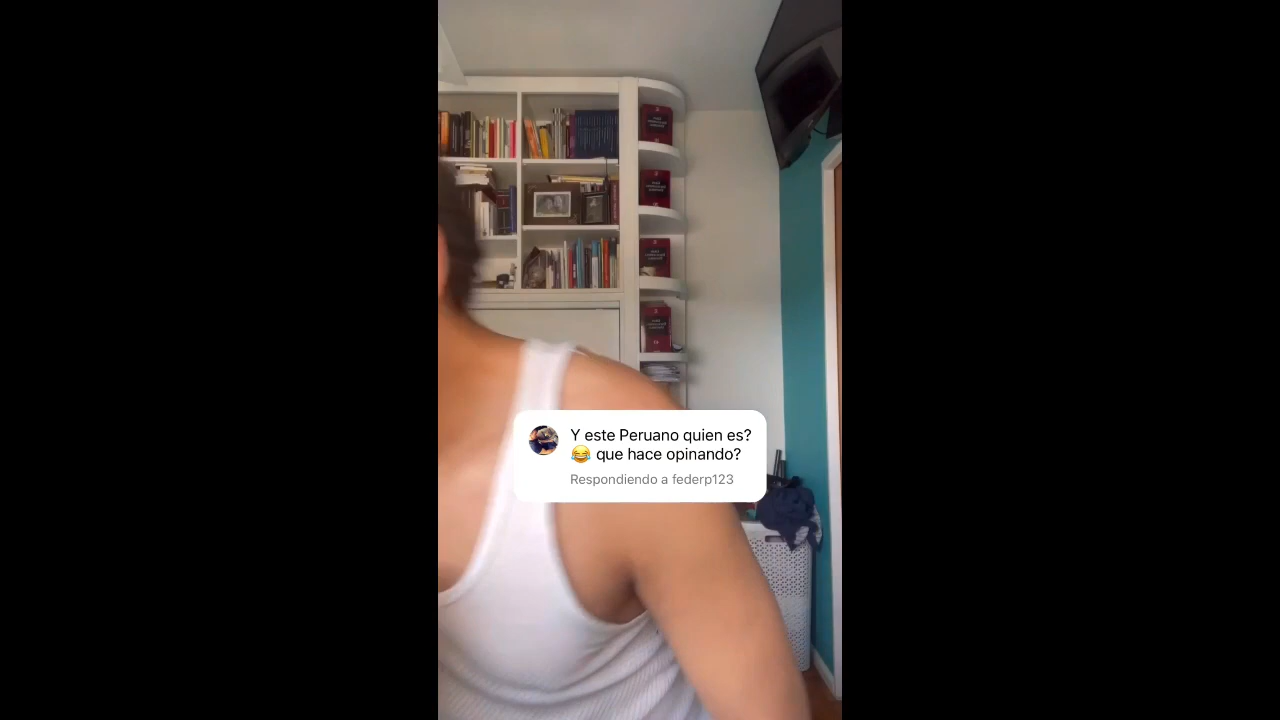 Y este Peruano quien es?
😂 que hace opinando?
Respondiendo a federp123